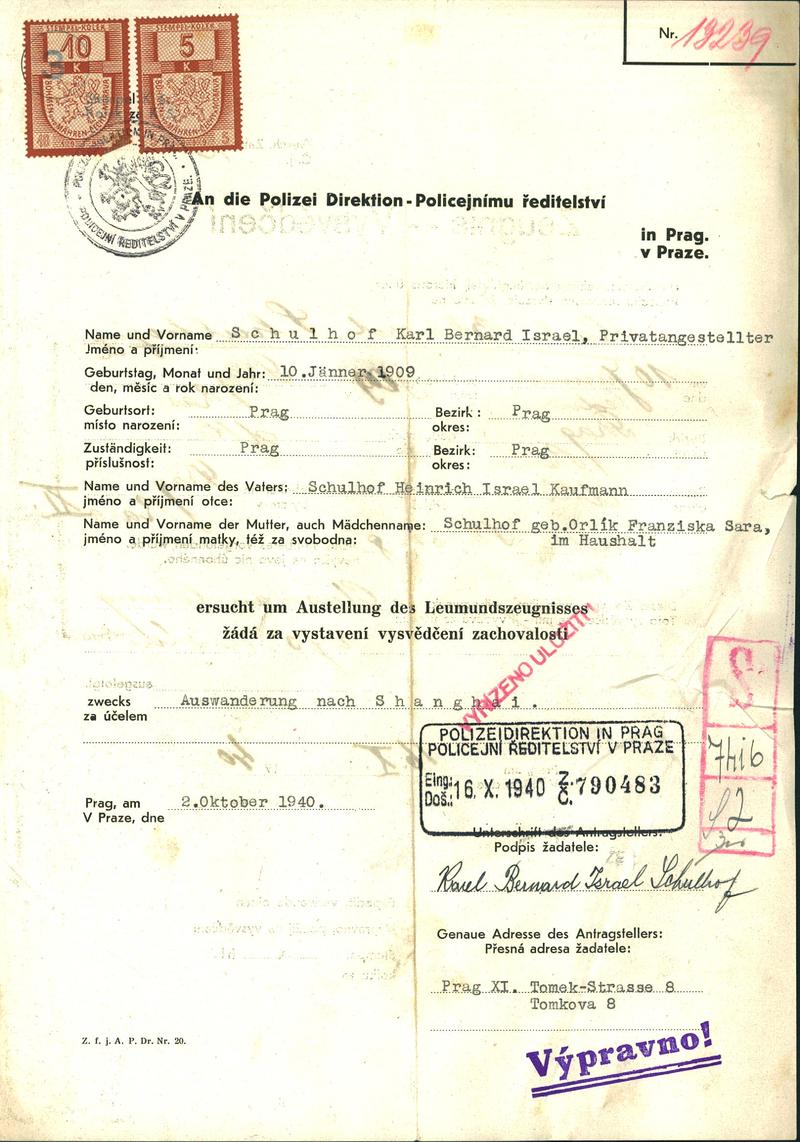 STEMPEL-KOLEK
10
K
STEMPEL-KOLEK
5
K
Nr. 13239
POLICEJNÍ ŘEDITELSTVÍ V PRAZE.
An die Polizei Direktion - Policejnímu ředitelství
in Prag.
v Praze.
Name und Vorname Schulhof Karl Bernard Israel, Privatangestellter
Jméno a příjmení:
Geburtstag, Monat und Jahr: 10.Jänner 1909
den, měsíc a rok narození:
Geburtsort: Prag Bezirk: Prag
místo narození: okres:
Zuständigkeit: Prag Bezirk: Prag
příslušnost: okres:
Name und Vorname des Vaters: Schulhof Heinrich Israel Kaufmann
jméno a příjmení otce:
Name und Vorname der Mutter, auch Mädchenname: Schulhof geb.Orlík Franziska Sara,
jméno a příjmení matky, též za svobodna: im Haushalt
ersucht um Austellung des Leumundszeugnisses
žádá za vystavení vysvědčení zachovalosti
VYŘÍZENO ULOŽITI
zwecks Auswanderung nach Shanghai.
za účelem
POLIZEIDIREKTION IN PRAG
POLICEJNÍ ŘEDITELSTVÍ V PRAZE
Eing.: 16. X. 1940 Z. 790483
Doš.: Č.
7416
Prag, am 2.Oktober 1940.
V Praze, dne
Unterschrift des Antragstellers:
Podpis žadatele:
Karel Bernard Israel Schulhof
Genaue Adresse des Antragstellers:
Přesná adresa žadatele:
Prag XI. Tomek-Strasse 8
Tomkova 8
Z. f. j. A. P. Dr. Nr. 20.
Výpravno!